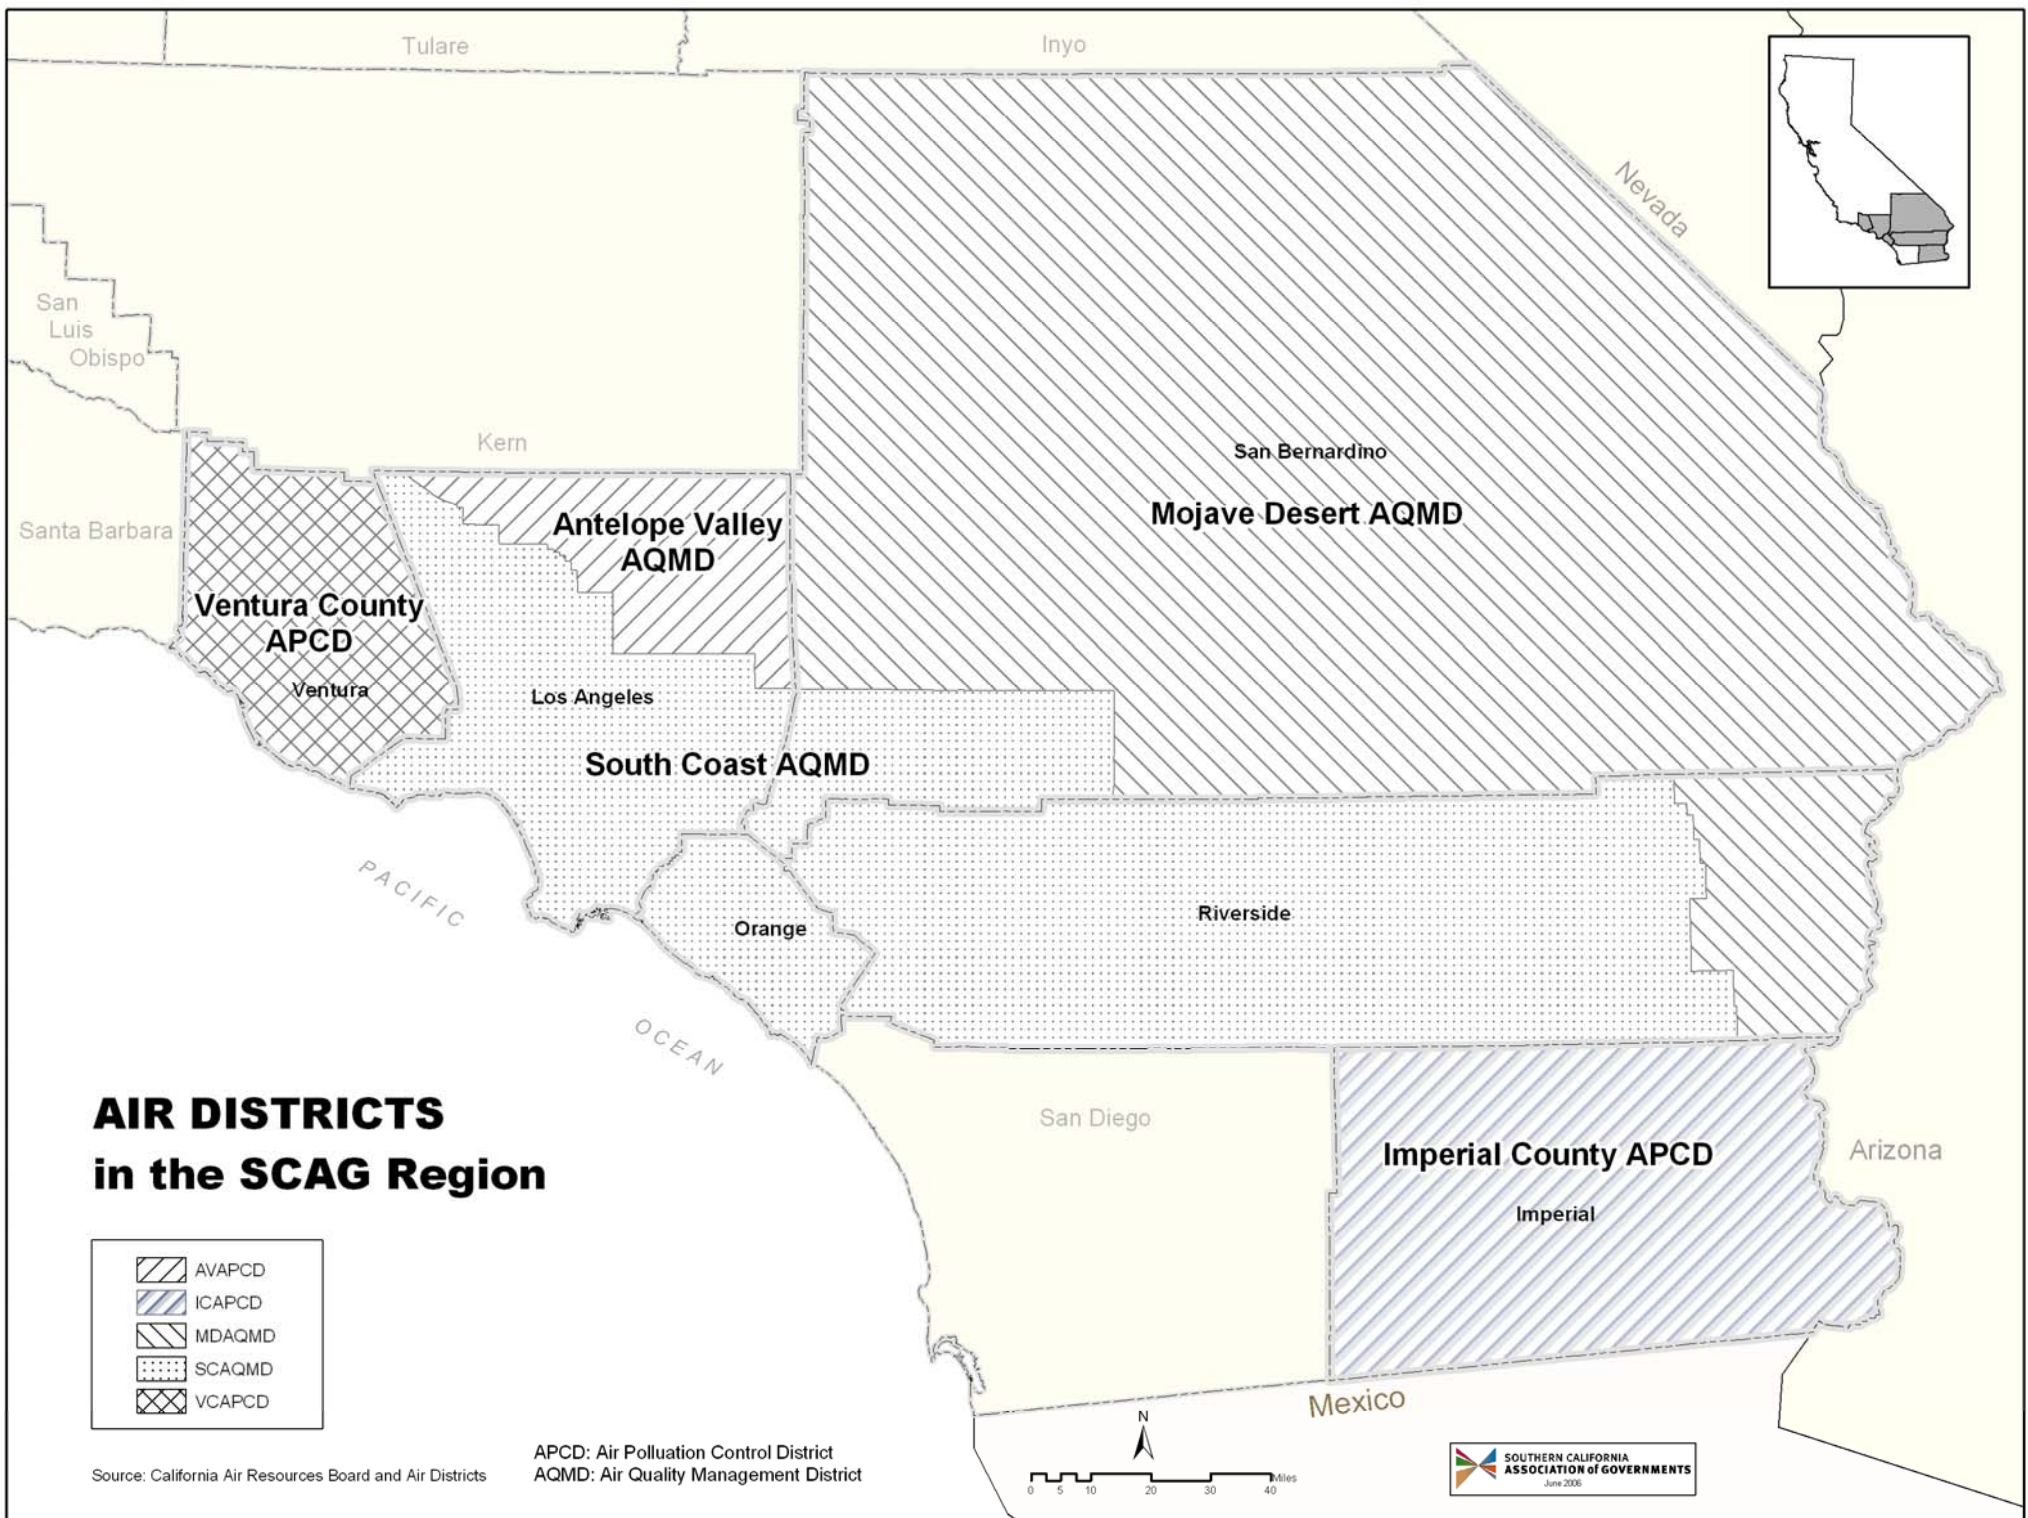 Tulare
Inyo
Nevada
San
Luis
Obispo
Kern
San Bernardino
Mojave Desert AQMD
Santa Barbara
Antelope Valley
AQMD
Ventura County
APCD
Ventura
Los Angeles
South Coast AQMD
PACIFIC
OCEAN
Orange
Riverside
San Diego
Imperial County APCD
Imperial
Arizona
Mexico
AIR DISTRICTS
in the SCAG Region
AVAPCD
ICAPCD
MDAQMD
SCAQMD
VCAPCD
Source: California Air Resources Board and Air Districts
APCD: Air Polluation Control District
AQMD: Air Quality Management District
N
Miles
0 5 10 20 30 40
SOUTHERN CALIFORNIA
ASSOCIATION of GOVERNMENTS
June 2006